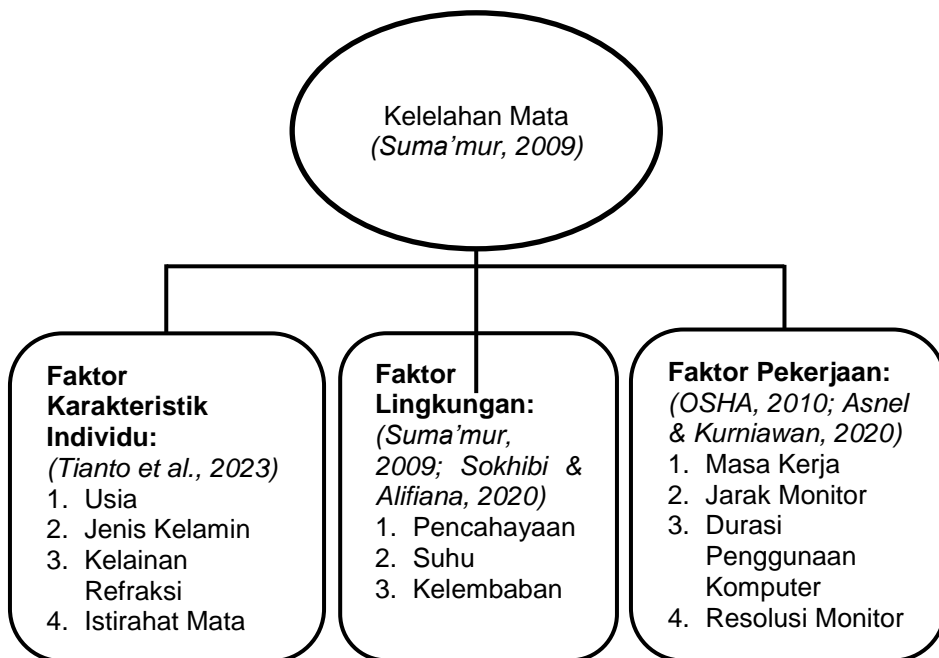 Kelelahan Mata
(Suma’mur, 2009)
Faktor
Karakteristik
Individu:
(Tianto et al., 2023)
1. Usia
2. Jenis Kelamin
3. Kelainan
Refraksi
4. Istirahat Mata
Faktor
Lingkungan:
(Suma’mur,
2009; Sokhibi &
Alifiana, 2020)
1. Pencahayaan
2. Suhu
3. Kelembaban
Faktor Pekerjaan:
(OSHA, 2010; Asnel
& Kurniawan, 2020)
1. Masa Kerja
2. Jarak Monitor
3. Durasi
Penggunaan
Komputer
4. Resolusi Monitor